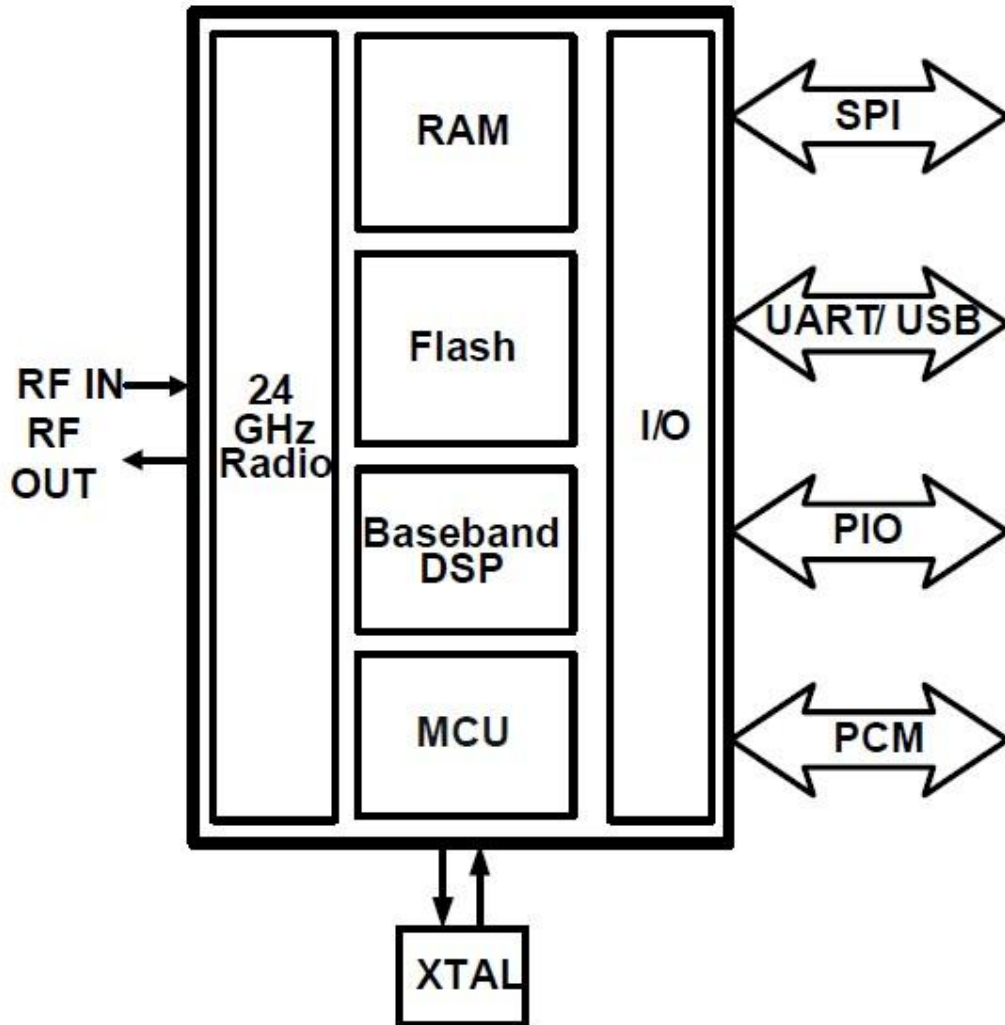 RAM
SPI
Flash
UART/ USB
RF IN
RF
OUT
24
GHz
Radio
I/O
Baseband
DSP
PIO
MCU
PCM
XTAL